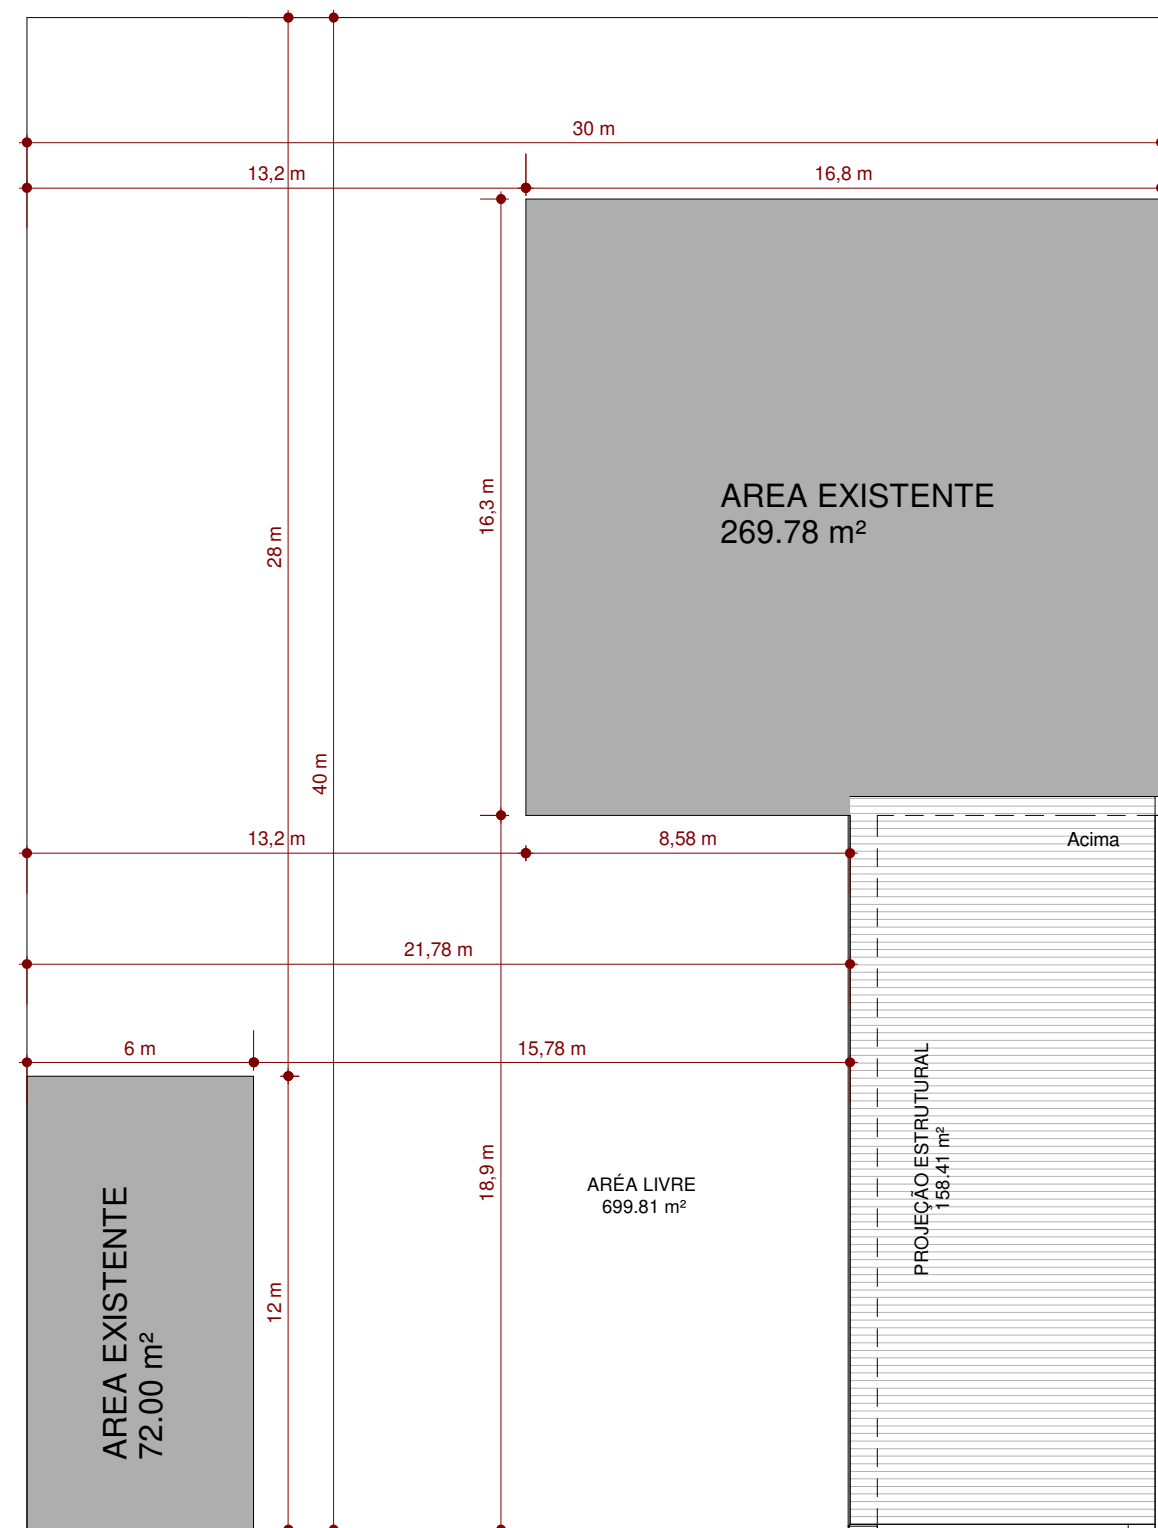 30 m
13,2 m
16,8 m
16,3 m
28 m
AREA EXISTENTE
269.78 m²
40 m
13,2 m
8,58 m
Acima
21,78 m
6 m
15,78 m
18,9 m
ARÉA LIVRE
699.81 m²
PROJEÇÃO ESTRUTURAL
158.41 m²
12 m
AREA EXISTENTE
72.00 m²